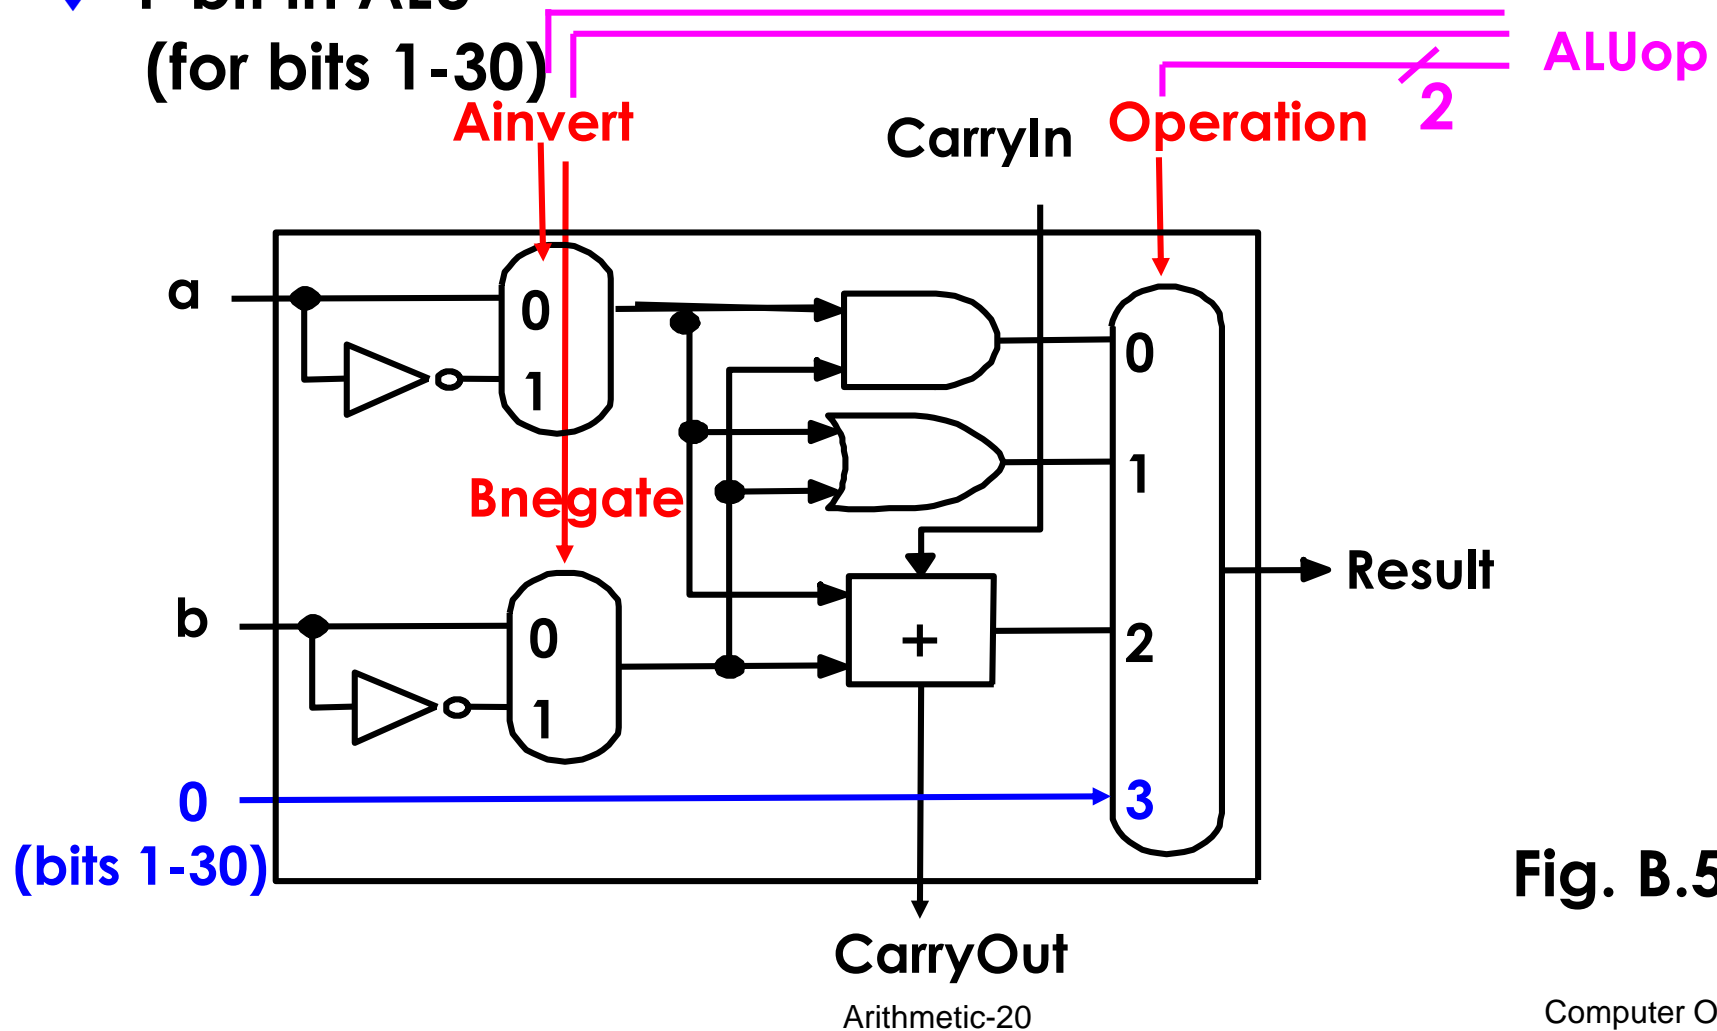 (for bits 1-30)
ALUop
2
Ainvert
CarryIn
Operation
a
0
1
0
1
Bnegate
Result
b
0
1
+
2
0
3
(bits 1-30)
Fig. B.5
CarryOut
Arithmetic-20
Computer O